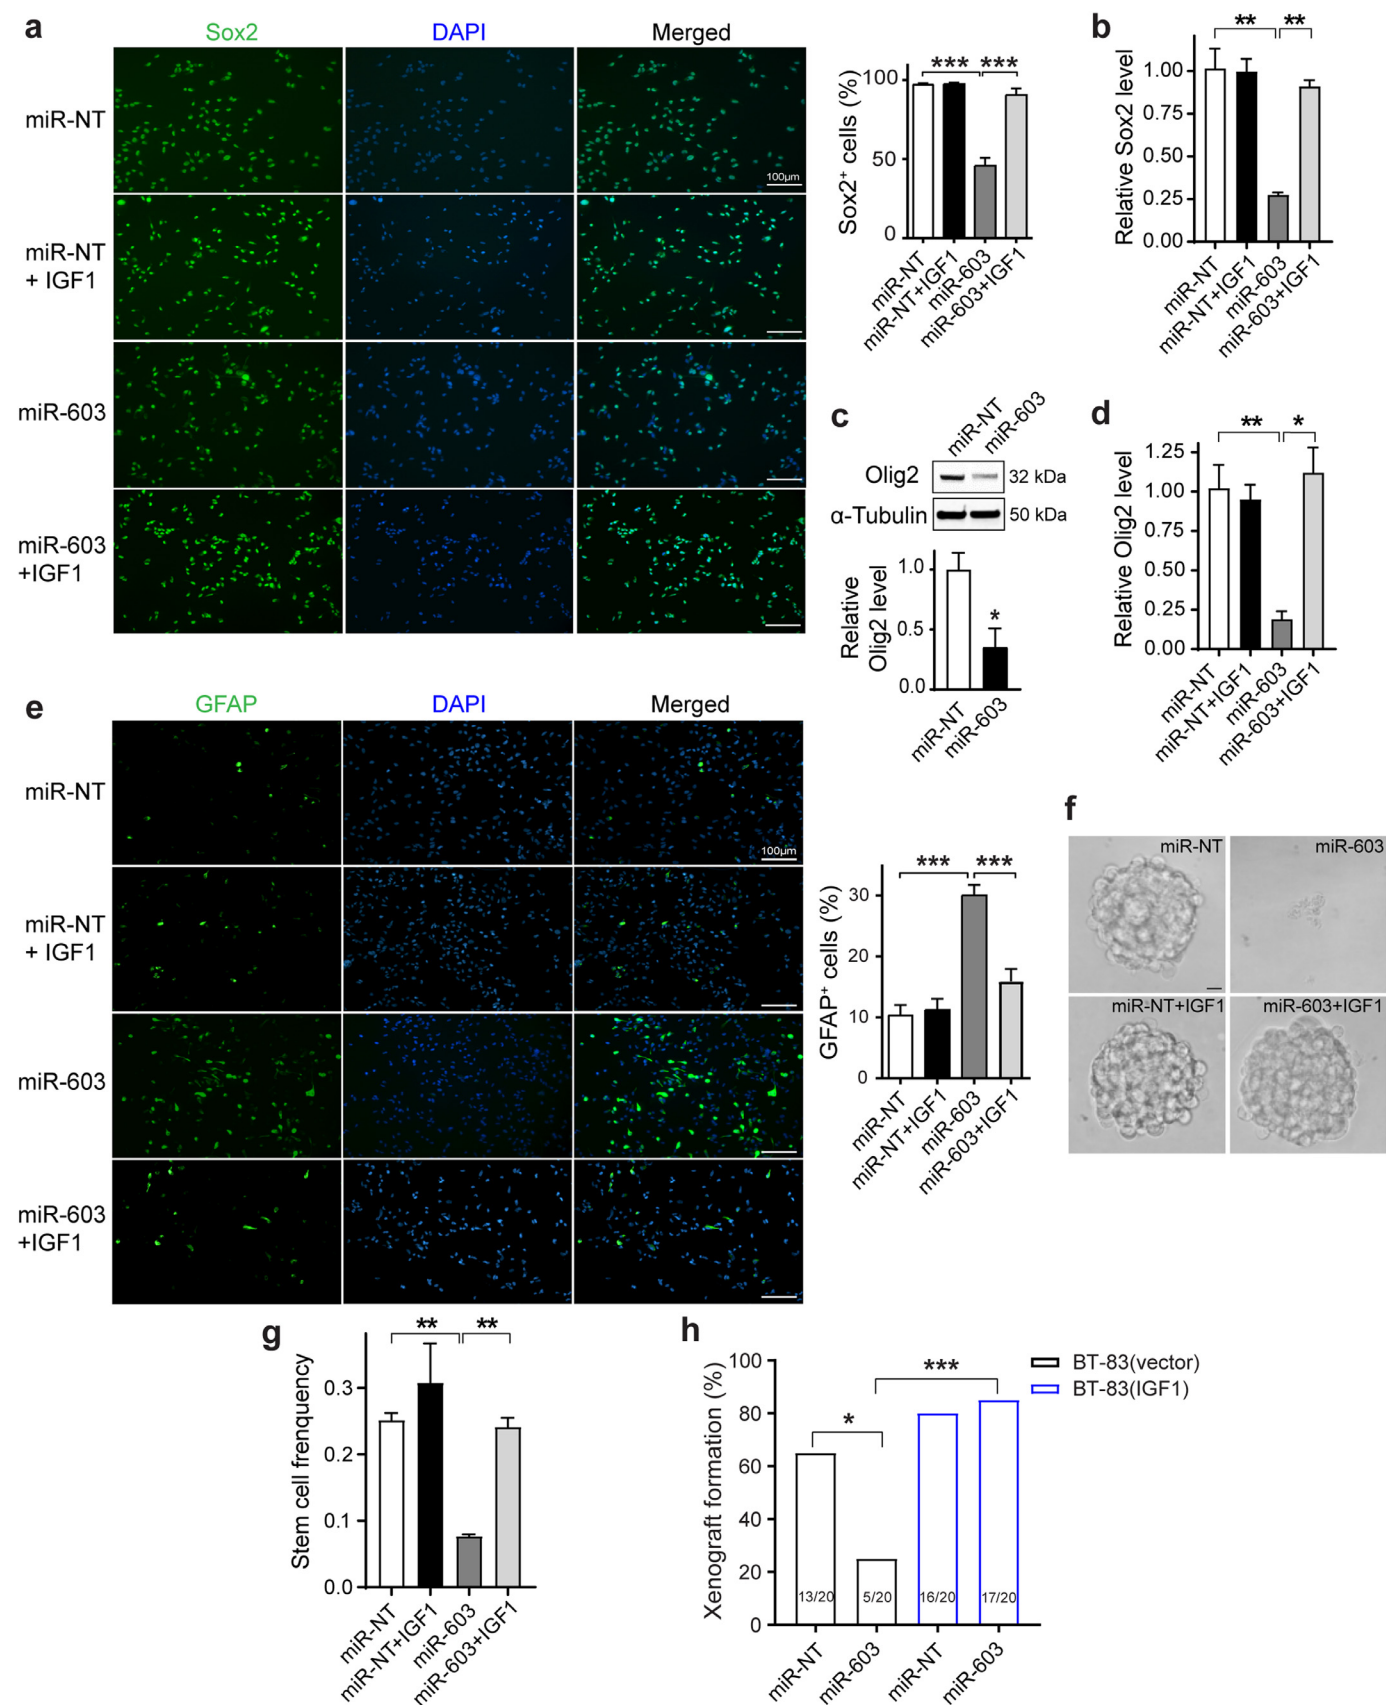 a
Sox2
DAPI
Merged
miR-NT
100µm
miR-NT
+ IGF1
miR-603
miR-603
+IGF1
Sox2+ cells (%)
*** ***
100
50
0
miR-NT
miR-NT+IGF1
miR-603
miR-603+IGF1
b
Relative Sox2 level
** **
1.00
0.75
0.50
0.25
0.00
miR-NT
miR-NT+IGF1
miR-603
miR-603+IGF1
c
miR-NT
miR-603
Olig2
32 kDa
α-Tubulin
50 kDa
Relative
Olig2 level
1.0
0.5
0.0
*
miR-NT
miR-603
d
Relative Olig2 level
** *
1.25
1.00
0.75
0.50
0.25
0.00
miR-NT
miR-NT+IGF1
miR-603
miR-603+IGF1
e
GFAP
DAPI
Merged
miR-NT
100µm
miR-NT
+ IGF1
miR-603
miR-603
+IGF1
GFAP+ cells (%)
*** ***
30
20
10
0
miR-NT
miR-NT+IGF1
miR-603
miR-603+IGF1
f
miR-NT
miR-603
miR-NT+IGF1
miR-603+IGF1
g
Stem cell frenquency
** **
0.3
0.2
0.1
0.0
miR-NT
miR-NT+IGF1
miR-603
miR-603+IGF1
h
Xenograft formation (%)
100
80
60
40
20
0
*
***
BT-83(vector)
BT-83(IGF1)
13/20
5/20
16/20
17/20
miR-NT
miR-603
miR-NT
miR-603